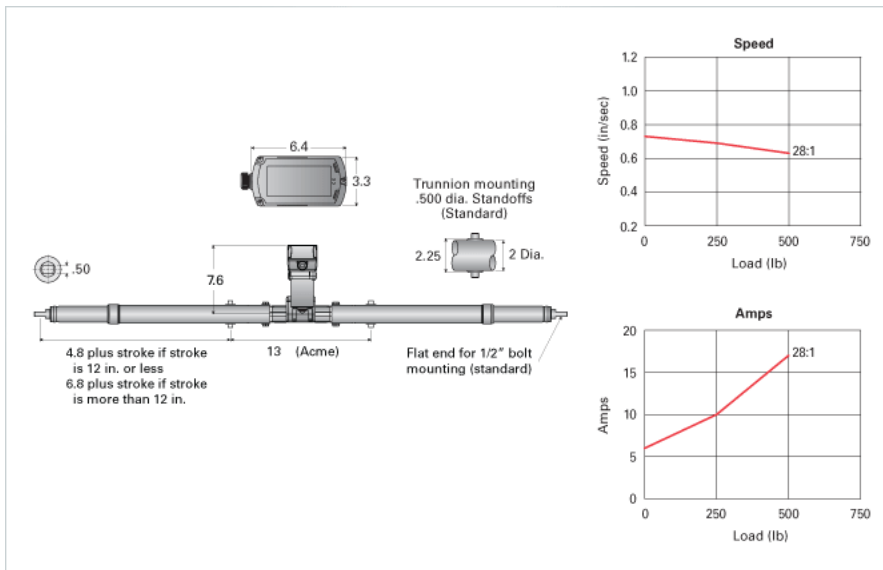 6.4
3.3
Trunnion mounting
.500 dia. Standoffs
(Standard)
2.25
2 Dia.
.50
7.6
4.8 plus stroke if stroke
is 12 in. or less
6.8 plus stroke if stroke
is more than 12 in.
13 (Acme)
Flat end for 1/2" bolt
mounting (standard)
Speed
1.2
1.0
0.8
0.6
0.4
0.2
Speed (in/sec)
28:1
0 250 500 750
Load (lb)
Amps
20
15
10
5
0
Amps
28:1
0 250 500 750
Load (lb)